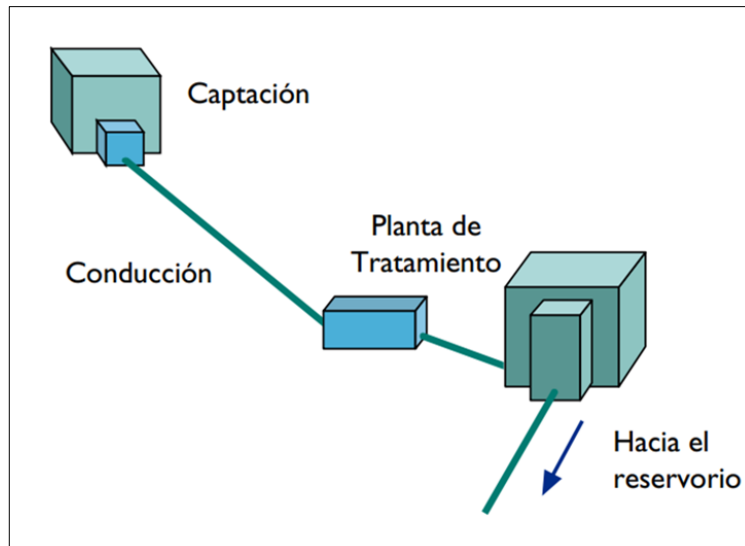 Captación
Conducción
Planta de
Tratamiento
Hacia el
reservorio